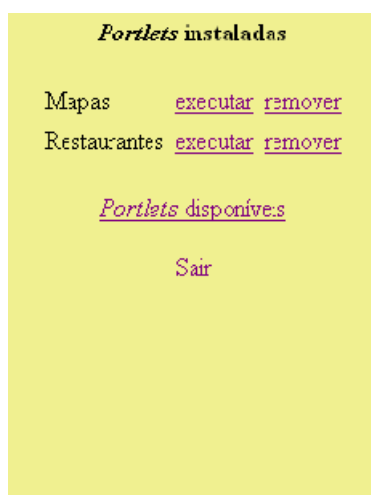 Portlets instaladas
Mapas executar remover
Restaurantes executar remover
Portlets disponíveis
Sair